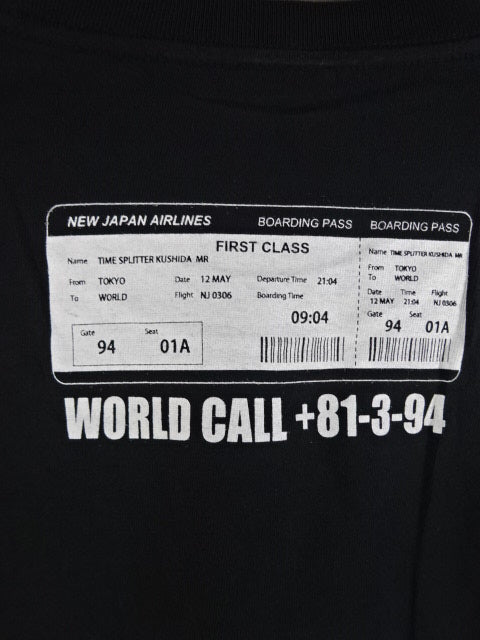 NEW JAPAN AIRLINES BOARDING PASS BOARDING PASS
FIRST CLASS
Name TIME SPLITTER KUSHIDA MR
From TOKYO Date 12 MAY Departure Time 21:04
To WORLD Flight NJ 0306 Boarding Time
09:04
Gate Seat
94 01A
Name TIME SPLITTER KUSHIDA MR
From TOKYO
To WORLD
Date Time Flight
12 MAY 21:04 NJ 0306
Gate Seat
94 01A
WORLD CALL +81-3-94